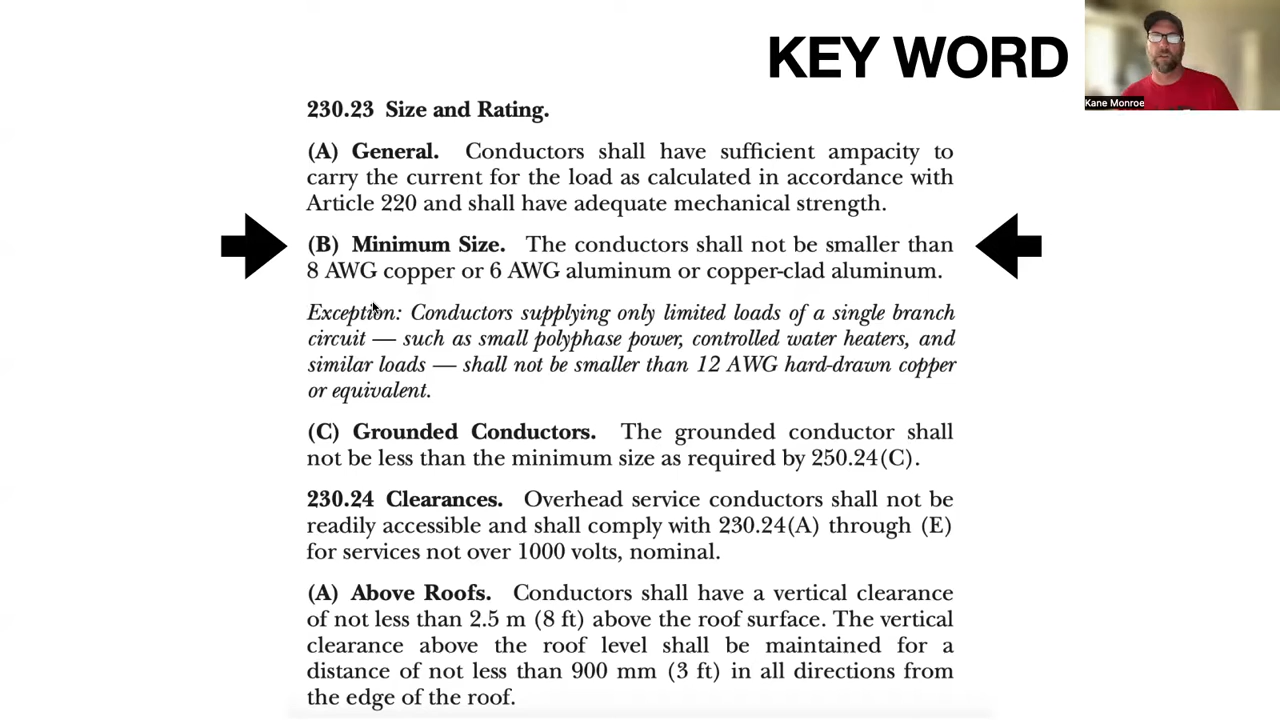 KEY WORD
Kane Monroe
230.23 Size and Rating.
(A) General. Conductors shall have sufficient ampacity to
carry the current for the load as calculated in accordance with
Article 220 and shall have adequate mechanical strength.
(B) Minimum Size. The conductors shall not be smaller than
8 AWG copper or 6 AWG aluminum or copper-clad aluminum.
Exception: Conductors supplying only limited loads of a single branch
circuit — such as small polyphase power, controlled water heaters, and
similar loads — shall not be smaller than 12 AWG hard-drawn copper
or equivalent.
(C) Grounded Conductors. The grounded conductor shall
not be less than the minimum size as required by 250.24(C).
230.24 Clearances. Overhead service conductors shall not be
readily accessible and shall comply with 230.24(A) through (E)
for services not over 1000 volts, nominal.
(A) Above Roofs. Conductors shall have a vertical clearance
of not less than 2.5 m (8 ft) above the roof surface. The vertical
clearance above the roof level shall be maintained for a
distance of not less than 900 mm (3 ft) in all directions from
the edge of the roof.